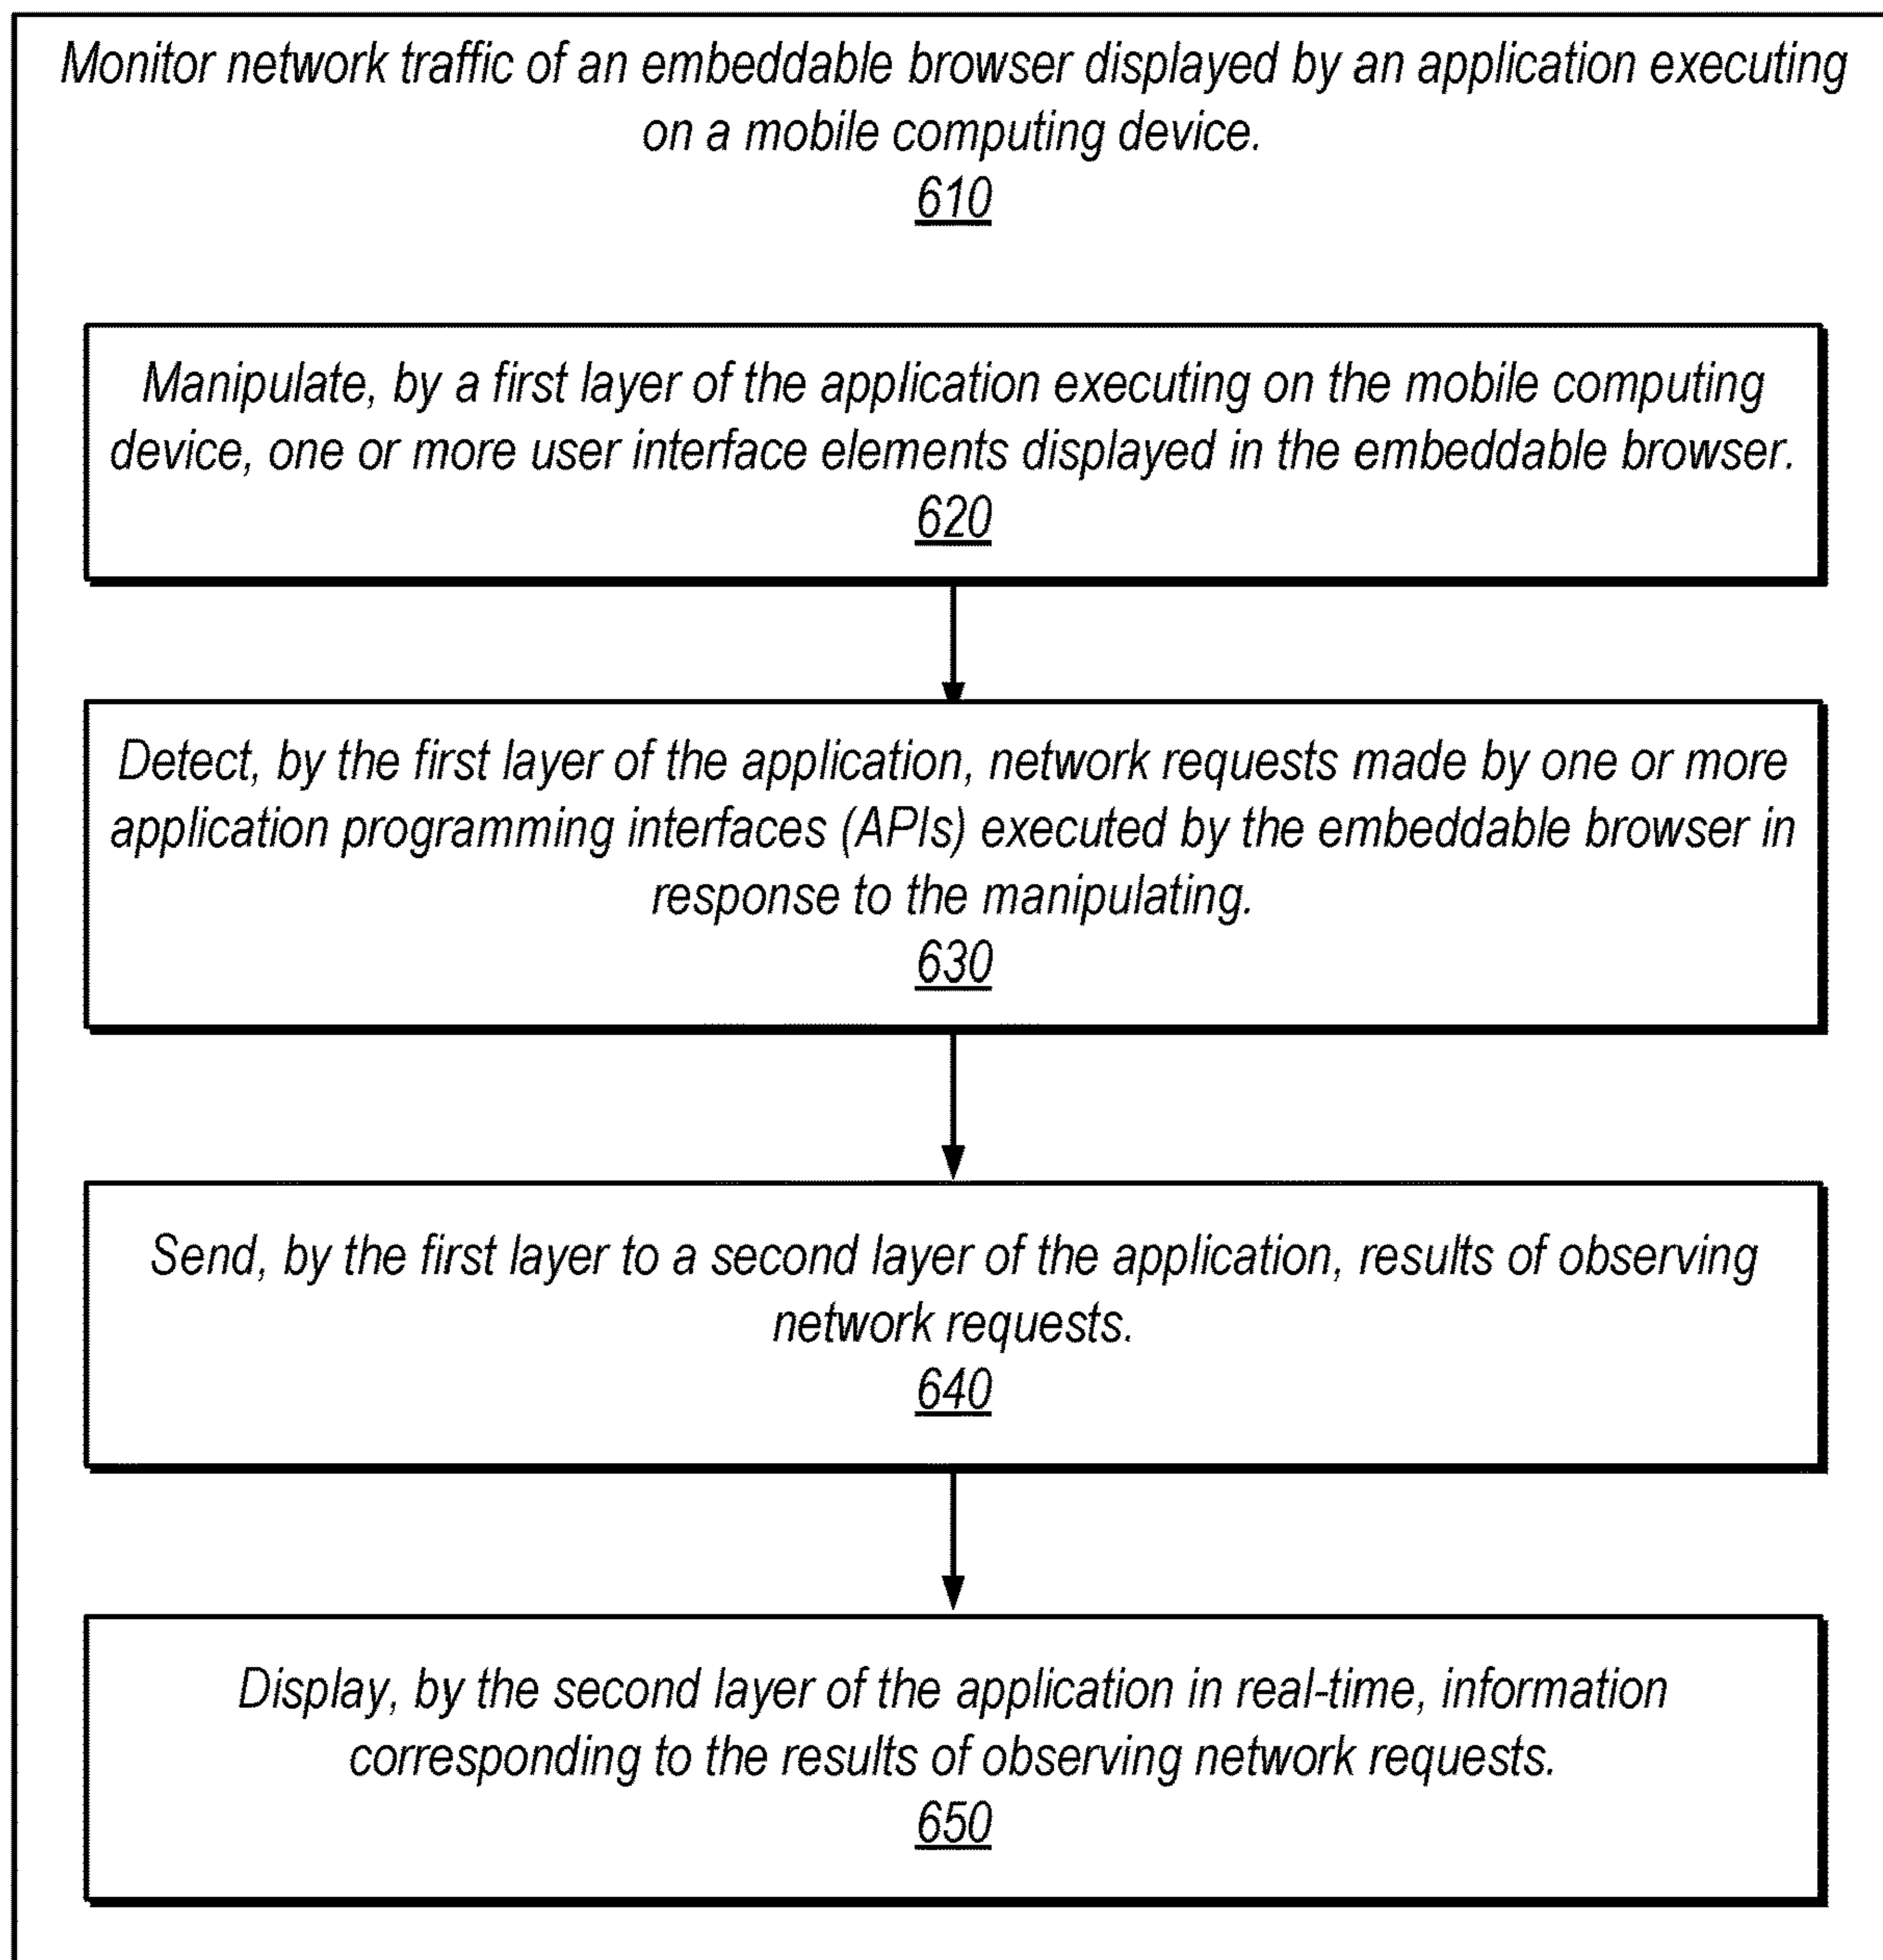 Monitor network traffic of an embeddable browser displayed by an application executing
on a mobile computing device.
610
Manipulate, by a first layer of the application executing on the mobile computing
device, one or more user interface elements displayed in the embeddable browser.
620
Detect, by the first layer of the application, network requests made by one or more
application programming interfaces (APIs) executed by the embeddable browser in
response to the manipulating.
630
Send, by the first layer to a second layer of the application, results of observing
network requests.
640
Display, by the second layer of the application in real-time, information
corresponding to the results of observing network requests.
650